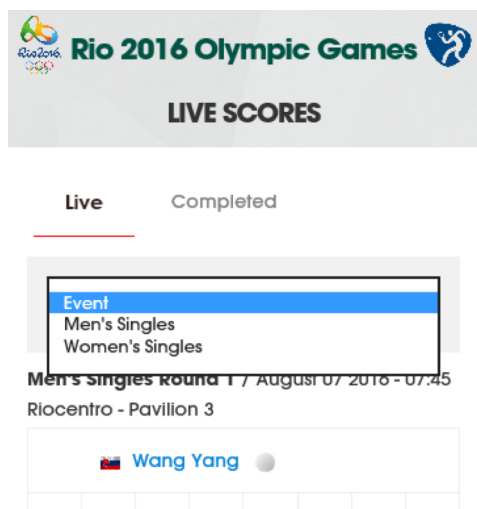 Rio2016.
Rio 2016 Olympic Games
LIVE SCORES
Live
Completed
Event
Men's Singles
Women's Singles
Men's Singles Round 1 / August 07 2016 - 07:45
Riocentro - Pavilion 3
Wang Yang